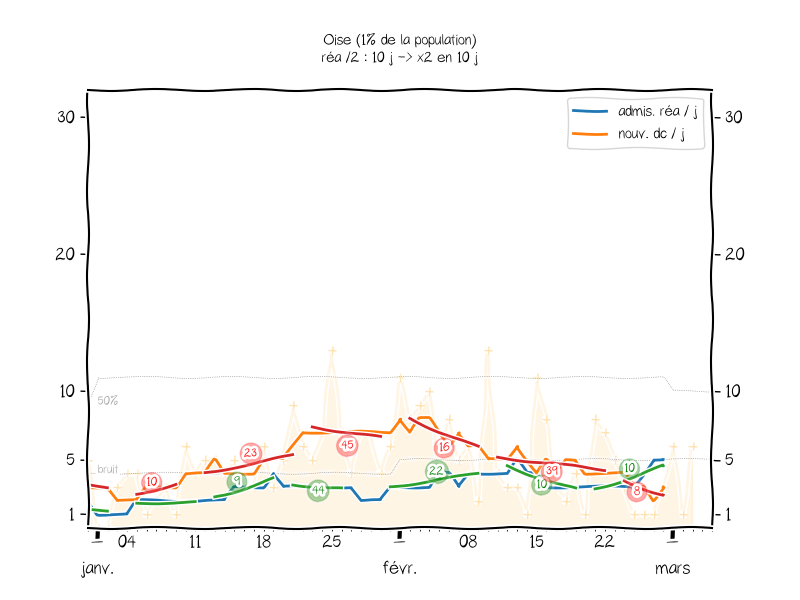 Oise (1% de la population)
réa /2 : 10 j -> x2 en 10 j
admis. réa / j
nouv. dc / j
30 30
20 20
10 10
50%
5 5
bruit
1 1
10 23 45 16 39 8
9 44 22 10 10
04 11 18 25 08 15 22
janv. févr. mars